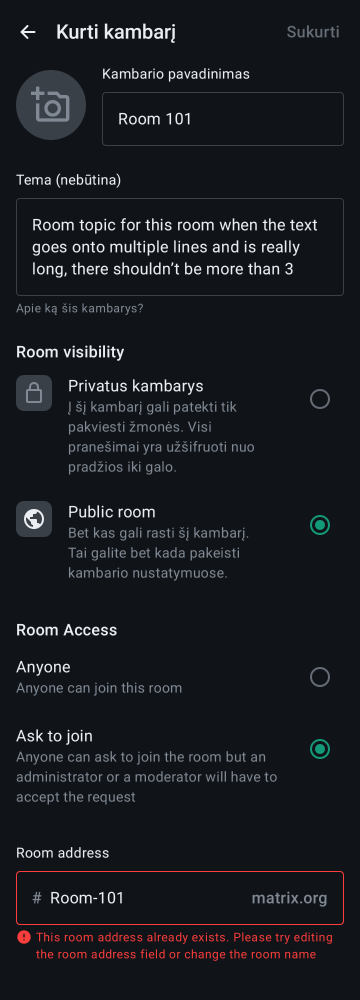 Kurti kambarį
Sukurti
Kambario pavadinimas
Room 101
Tema (nebūtina)
Room topic for this room when the text
goes onto multiple lines and is really
long, there shouldn’t be more than 3
Apie ką šis kambarys?
Room visibility
Privatus kambarys
Į šį kambarį gali patekti tik
pakviesti žmonės. Visi
pranešimai yra užšifruoti nuo
pradžios iki galo.
Public room
Bet kas gali rasti šį kambarį.
Tai galite bet kada pakeisti
kambario nustatymuose.
Room Access
Anyone
Anyone can join this room
Ask to join
Anyone can ask to join the room but an
administrator or a moderator will have to
accept the request
Room address
# Room-101 matrix.org
This room address already exists. Please try editing
the room address field or change the room name